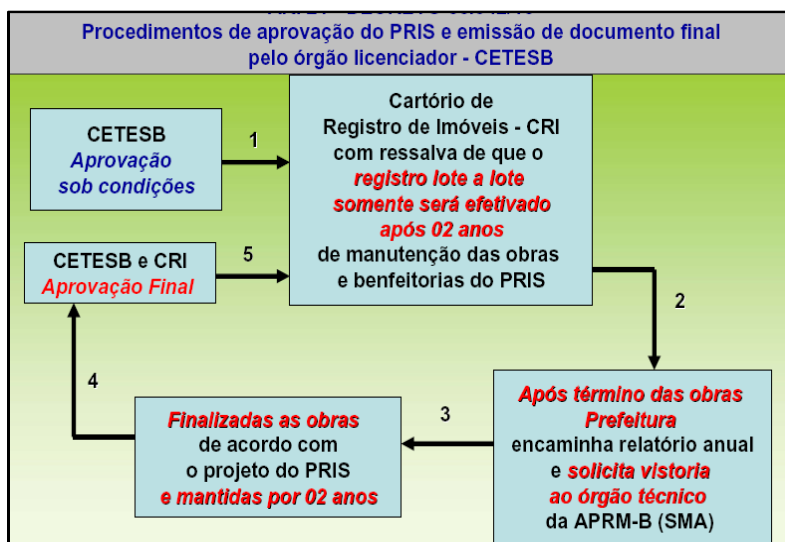 Procedimentos de aprovação do PRIS e emissão de documento final
pelo órgão licenciador - CETESB
CETESB
Aprovação
sob condições
1
Cartório de
Registro de Imóveis - CRI
com ressalva de que o
registro lote a lote
somente será efetivado
após 02 anos
de manutenção das obras
e benfeitorias do PRIS
CETESB e CRI
Aprovação Final
5
2
4
Finalizadas as obras
de acordo com
o projeto do PRIS
e mantidas por 02 anos
3
Após término das obras
Prefeitura
encaminha relatório anual
e solicita vistoria
ao órgão técnico
da APRM-B (SMA)